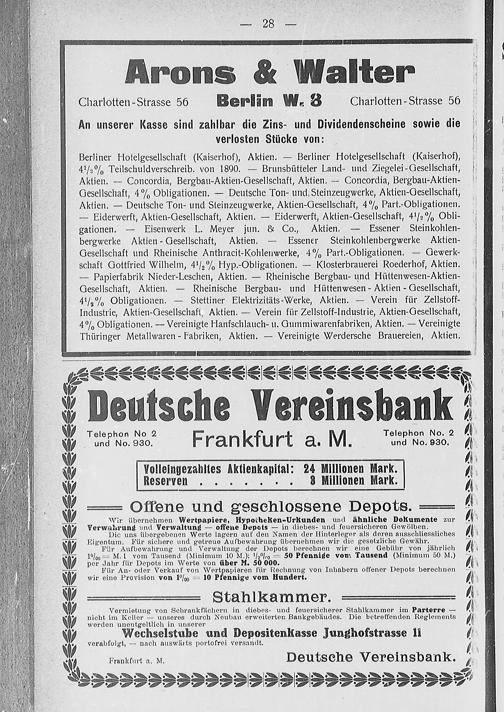 — 28 —
Arons & Walter
Charlotten-Strasse 56 Berlin W. 8 Charlotten-Strasse 56
An unserer Kasse sind zahlbar die Zins- und Dividendenscheine sowie die
verlosten Stücke von:
Berliner Hotelgesellschaft (Kaiserhof), Aktien. — Berliner Hotelgesellschaft (Kaiserhof),
4½% Teilschuldverschreib. von 1890. — Brunsbütteler Land- und Ziegelei-Gesellschaft,
Aktien. — Concordia, Bergbau-Aktien-Gesellschaft, Aktien. — Concordia, Bergbau-Aktien-
Gesellschaft, 4% Obligationen. — Deutsche Ton- und Steinzeugwerke, Aktien-Gesellschaft,
Aktien. — Deutsche Ton- und Steinzeugwerke, Aktien-Gesellschaft, 4% Part.-Obligationen.
— Eiderwerft, Aktien-Gesellschaft, Aktien. — Eiderwerft, Aktien-Gesellschaft, 4½% Obli-
gationen. — Eisenwerk L. Meyer jun. & Co., Aktien. — Essener Steinkohlen-
bergwerke Aktien-Gesellschaft, Aktien. — Essener Steinkohlenbergwerke Aktien-
Gesellschaft und Rheinische Anthracit-Kohlenwerke, 4% Part.-Obligationen. — Gewerk-
schaft Gottfried Wilhelm, 4½% Hyp.-Obligationen. — Klosterbrauerei Roederhof, Aktien.
— Papierfabrik Nieder-Leschen, Aktien. — Rheinische Bergbau- und Hüttenwesen-Aktien-
Gesellschaft, Aktien. — Rheinische Bergbau- und Hüttenwesen-Aktien-Gesellschaft,
4½% Obligationen. — Stettiner Elektrizitäts-Werke, Aktien. — Verein für Zellstoff-
Industrie, Aktien-Gesellschaft, Aktien. — Verein für Zellstoff-Industrie, Aktien-Gesellschaft,
4% Obligationen. — Vereinigte Hanfschlauch- u. Gummiwarenfabriken, Aktien. — Vereinigte
Thüringer Metallwaren-Fabriken, Aktien. — Vereinigte Werdersche Brauereien, Aktien.
Deutsche Vereinsbank
Telephon No 2 und No. 930. Frankfurt a. M. Telephon No. 2 und No. 930.
Volleingezahltes Aktienkapital: 24 Millionen Mark.
Reserven . . . . . . . 3 Millionen Mark.
Offene und geschlossene Depots.
Wir übernehmen Wertpapiere, Hypotheken-Urkunden und ähnliche Dokumente zur
Verwahrung und Verwaltung — offene Depots — in diebes- und feuersicheren Gewölben.
Die uns übergebenen Werte lagern auf den Namen der Hinterleger als deren ausschliessliches
Eigentum. Für sichere und getreue Aufbewahrung übernehmen wir die gesetzliche Gewähr.
Für Aufbewahrung und Verwaltung der Depots berechnen wir eine Gebühr von jährlich
1‰ = M. 1 vom Tausend (Minimum 10 M.); ½‰ = 50 Pfennige vom Tausend (Minimum 50 M.)
per Jahr für Depots im Werte von über M. 50 000.
Für An- oder Verkauf von Wertpapieren für Rechnung von Inhabern offener Depots berechnen
wir eine Provision von 1‰ = 10 Pfennige vom Hundert.
Stahlkammer.
Vermietung von Schrankfächern in diebes- und feuersicherer Stahlkammer im Parterre —
nicht im Keller — unseres durch Neubau erweiterten Bankgebäudes. Die betreffenden Reglements
werden unentgeltlich in unserer
Wechselstube und Depositenkasse Junghofstrasse 11
verabfolgt, — nach auswärts portofrei versandt.
Frankfurt a. M. Deutsche Vereinsbank.